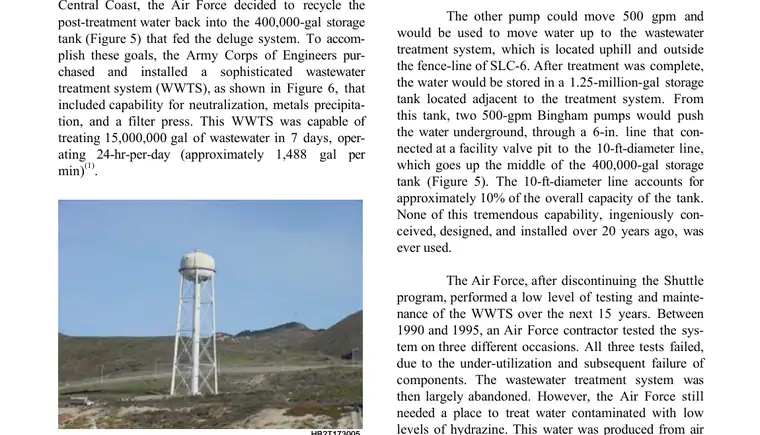 Central Coast, the Air Force decided to recycle the
post-treatment water back into the 400,000-gal storage
tank (Figure 5) that fed the deluge system. To accom-
plish these goals, the Army Corps of Engineers pur-
chased and installed a sophisticated wastewater
treatment system (WWTS), as shown in Figure 6, that
included capability for neutralization, metals precipita-
tion, and a filter press. This WWTS was capable of
treating 15,000,000 gal of wastewater in 7 days, oper-
ating 24-hr-per-day (approximately 1,488 gal per
min)(1).
HB2T173005
The other pump could move 500 gpm and
would be used to move water up to the wastewater
treatment system, which is located uphill and outside
the fence-line of SLC-6. After treatment was complete,
the water would be stored in a 1.25-million-gal storage
tank located adjacent to the treatment system. From
this tank, two 500-gpm Bingham pumps would push
the water underground, through a 6-in. line that con-
nected at a facility valve pit to the 10-ft-diameter line,
which goes up the middle of the 400,000-gal storage
tank (Figure 5). The 10-ft-diameter line accounts for
approximately 10% of the overall capacity of the tank.
None of this tremendous capability, ingeniously con-
ceived, designed, and installed over 20 years ago, was
ever used.
The Air Force, after discontinuing the Shuttle
program, performed a low level of testing and mainte-
nance of the WWTS over the next 15 years. Between
1990 and 1995, an Air Force contractor tested the sys-
tem on three different occasions. All three tests failed,
due to the under-utilization and subsequent failure of
components. The wastewater treatment system was
then largely abandoned. However, the Air Force still
needed a place to treat water contaminated with low
levels of hydrazine. This water was produced from air